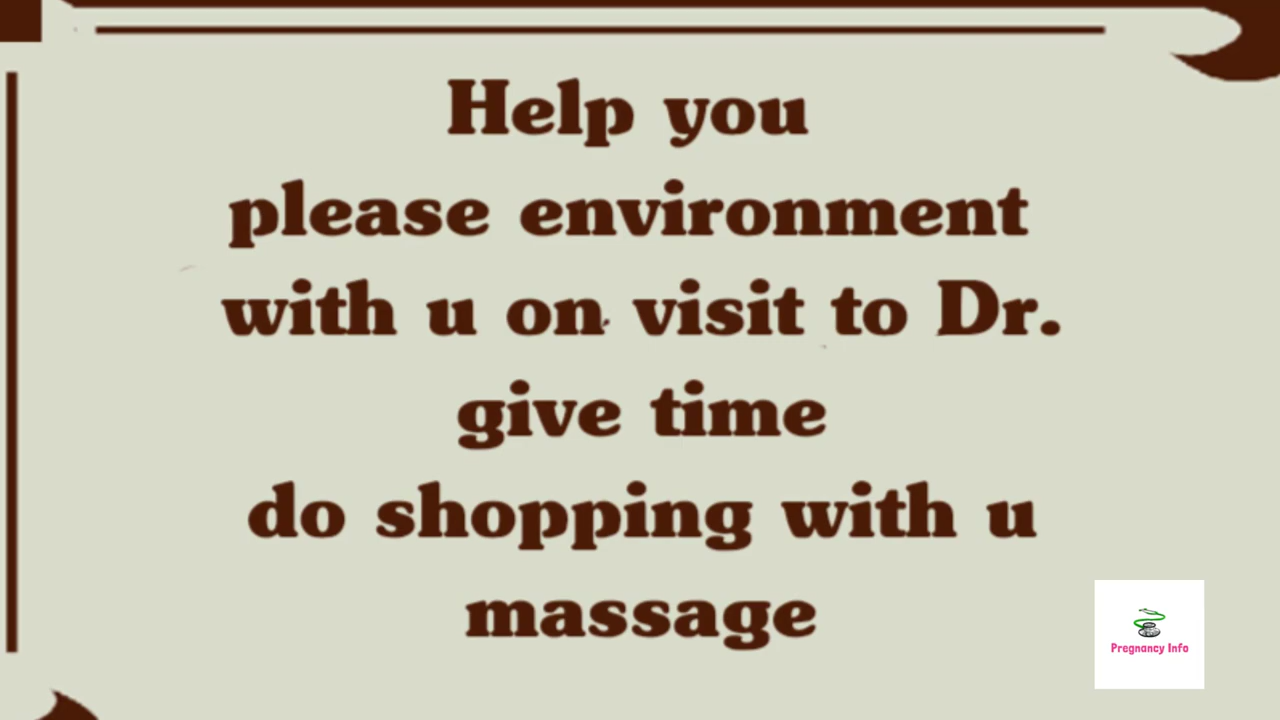 Help you
please environment
with u on visit to Dr.
give time
do shopping with u
massage
Pregnancy Info